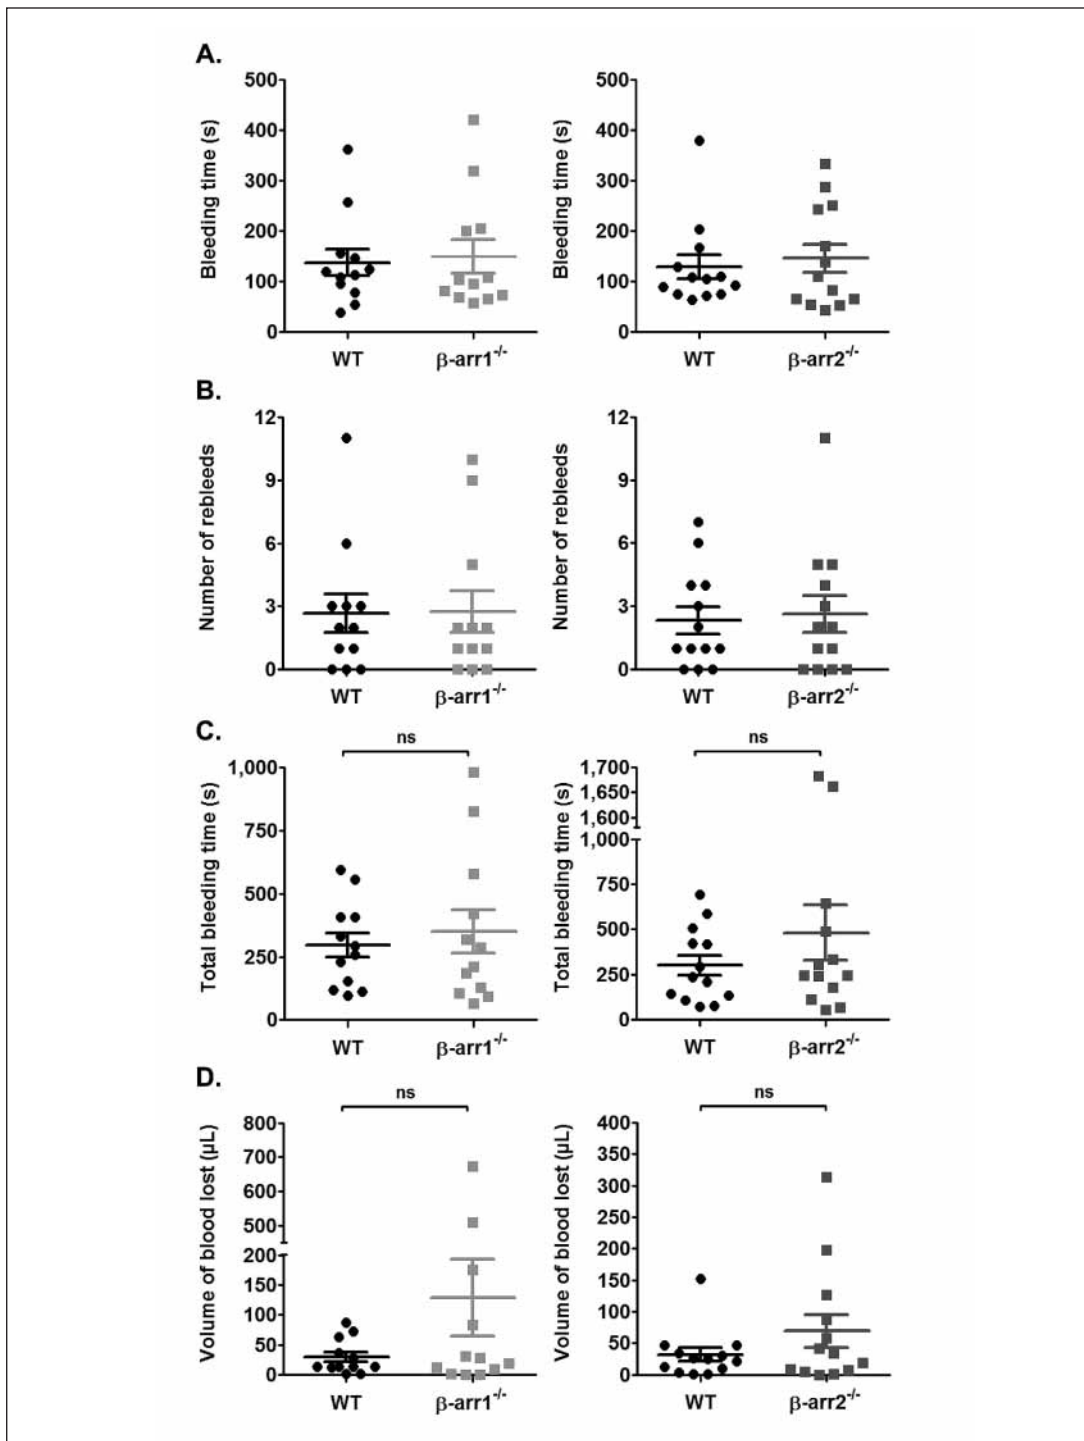 A.
Bleeding time (s)
500
400
300
200
100
0
WT
β-arr1-/-
Bleeding time (s)
500
400
300
200
100
0
WT
β-arr2-/-
B.
Number of rebleeds
12
9
6
3
0
WT
β-arr1-/-
Number of rebleeds
12
9
6
3
0
WT
β-arr2-/-
C.
ns
Total bleeding time (s)
1,000
750
500
250
0
WT
β-arr1-/-
ns
Total bleeding time (s)
1,700
1,650
1,600
1,000
750
500
250
0
WT
β-arr2-/-
D.
ns
Volume of blood lost (µL)
800
700
600
500
200
150
100
50
0
WT
β-arr1-/-
ns
Volume of blood lost (µL)
400
350
300
250
200
150
100
50
0
WT
β-arr2-/-